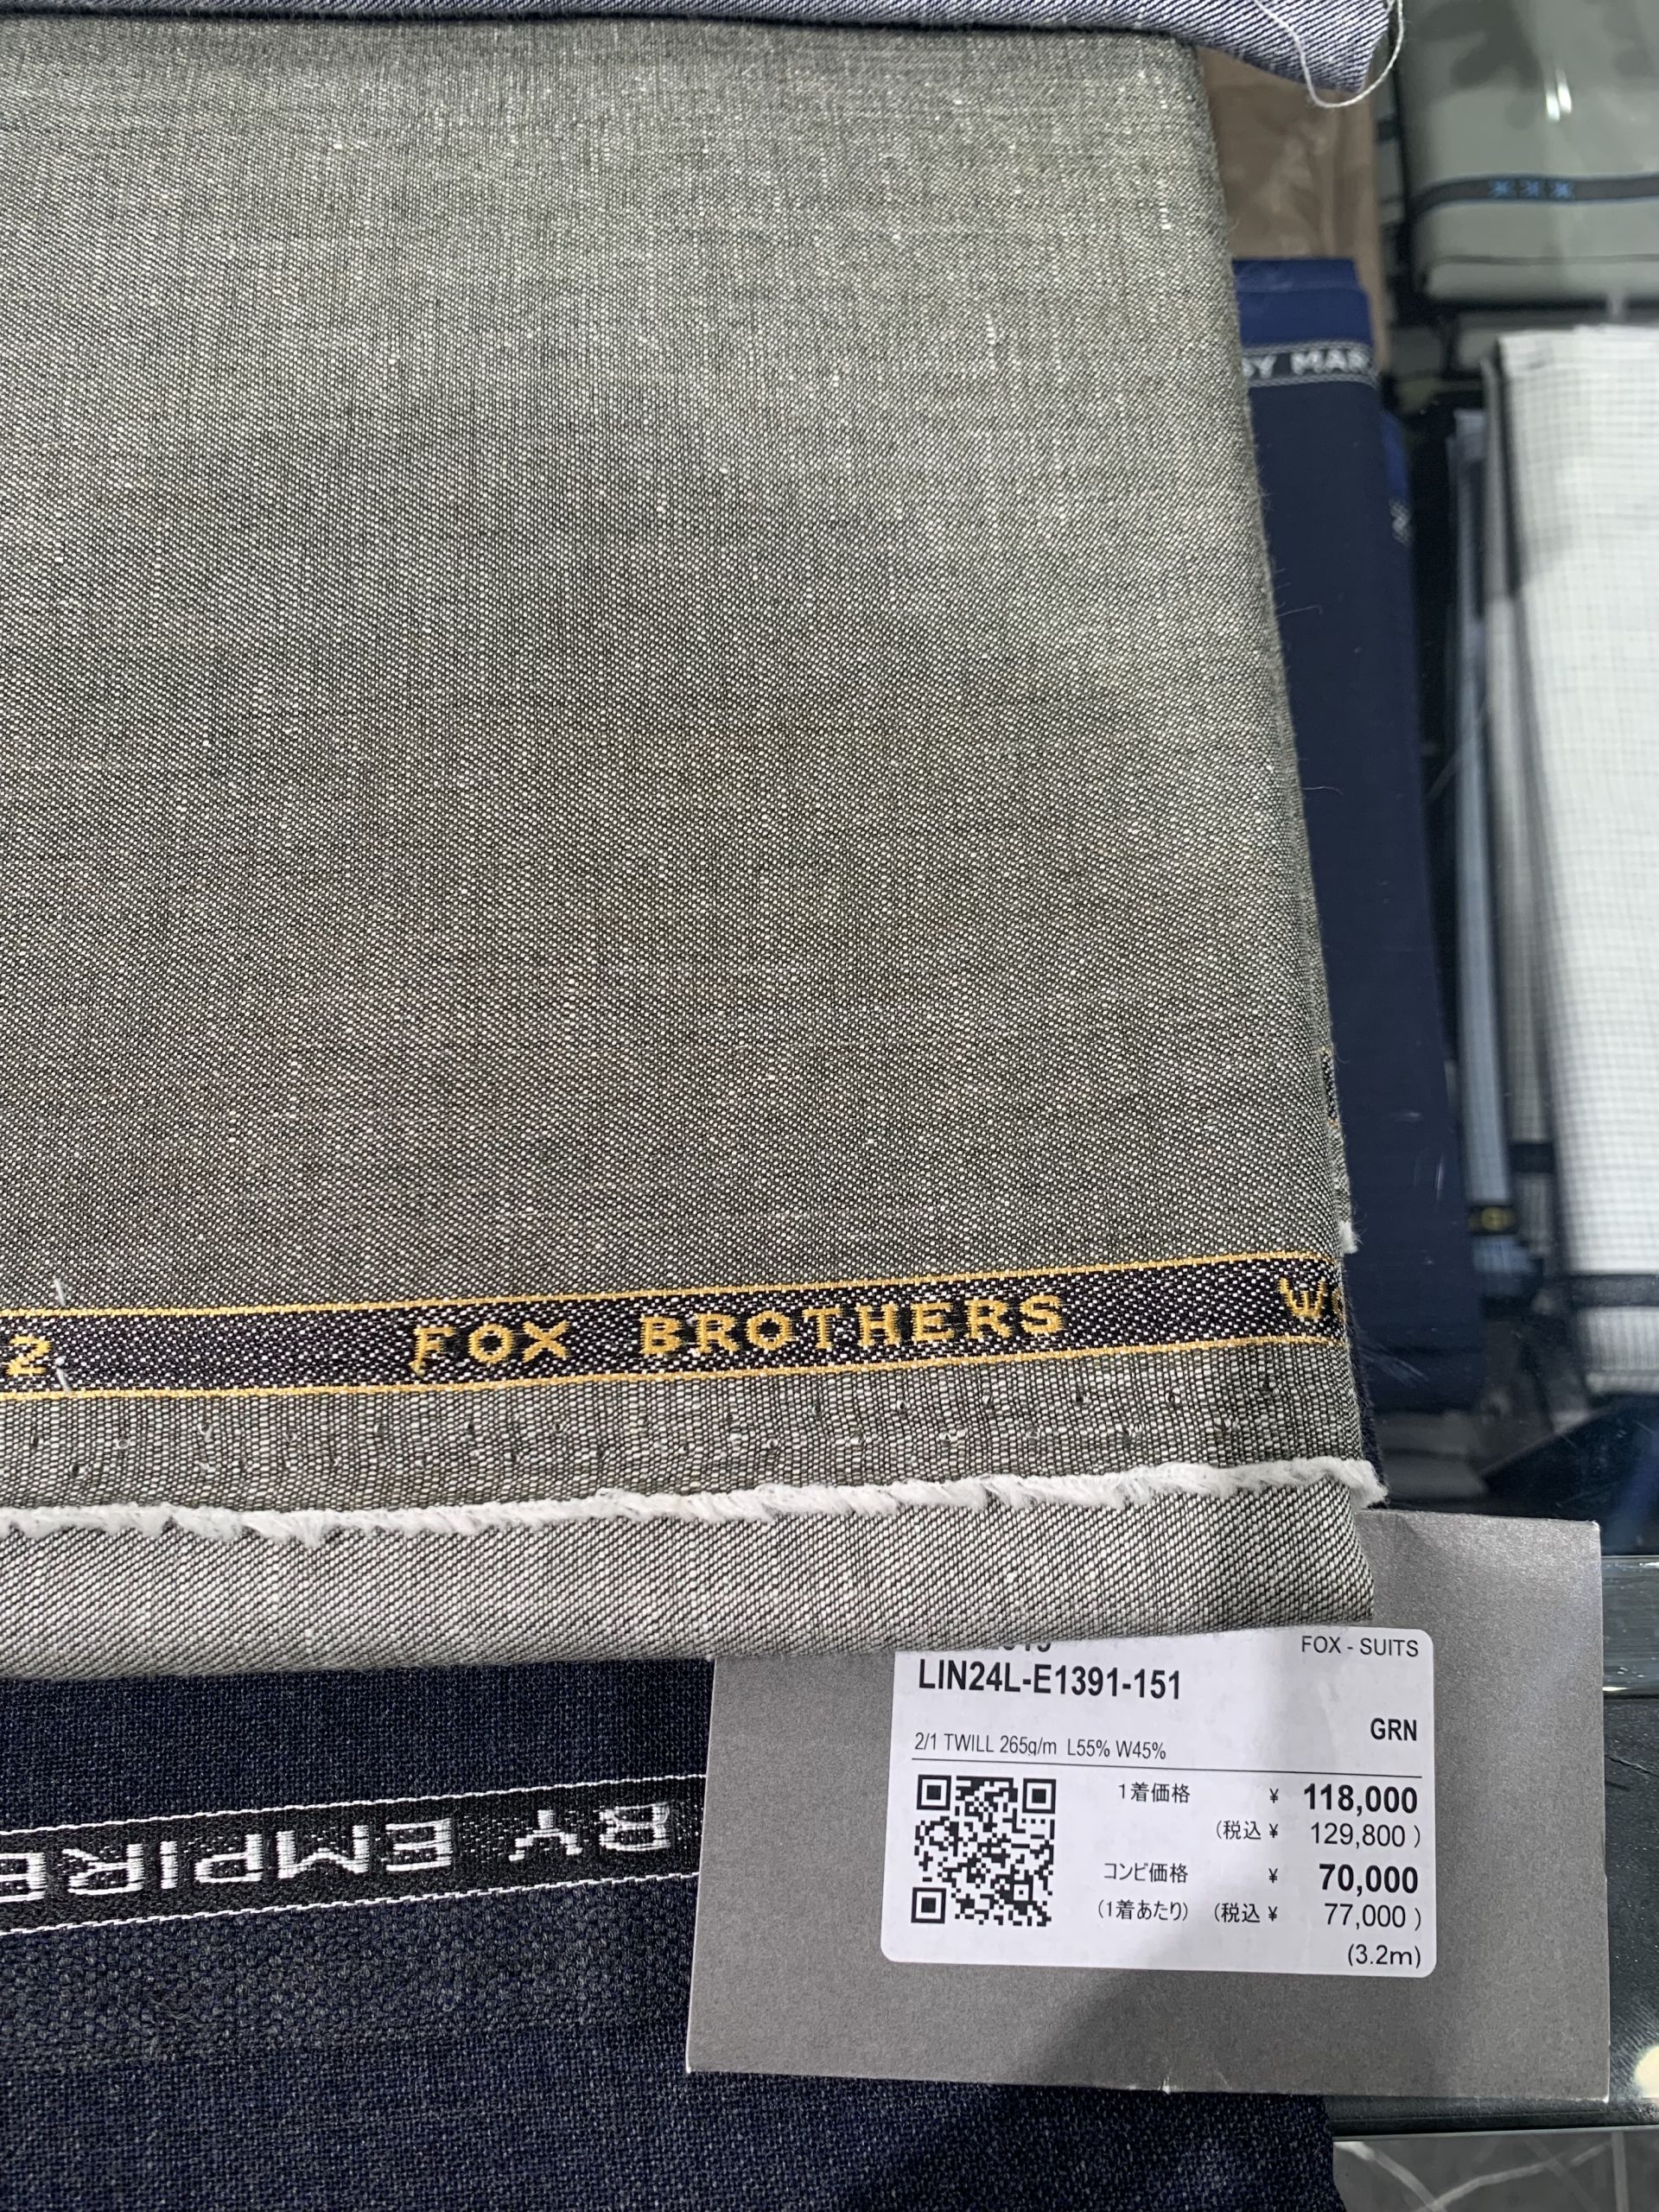 BY MAR
FOX BROTHERS
FOX - SUITS
LIN24L-E1391-151
GRN
2/1 TWILL 265g/m L55% W45%
1着価格 ¥ 118,000
(税込 ¥ 129,800 )
コンビ価格 ¥ 70,000
(1着あたり) (税込 ¥ 77,000 )
(3.2m)
BY EMPIRE